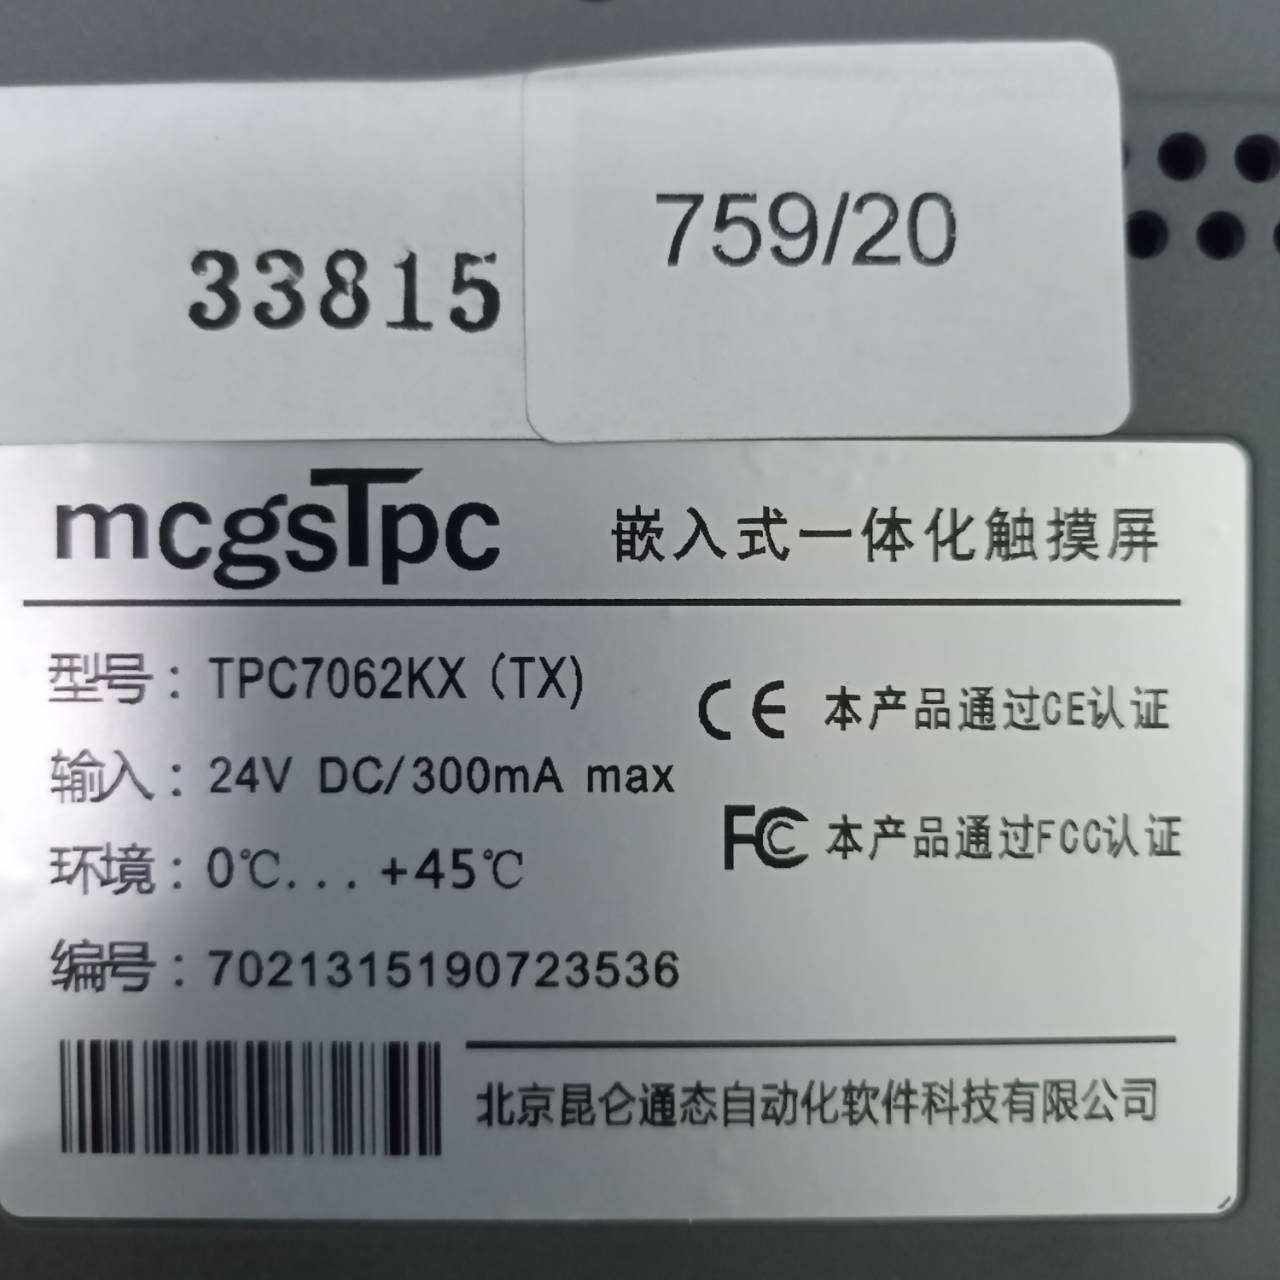 33815
759/20
mcgsTpc 嵌入式一体化触摸屏
型号：TPC7062KX (TX)
输入：24V DC/300mA max
环境：0℃...+45℃
编号：7021315190723536
CE 本产品通过CE认证
FC 本产品通过FCC认证
北京昆仑通态自动化软件科技有限公司